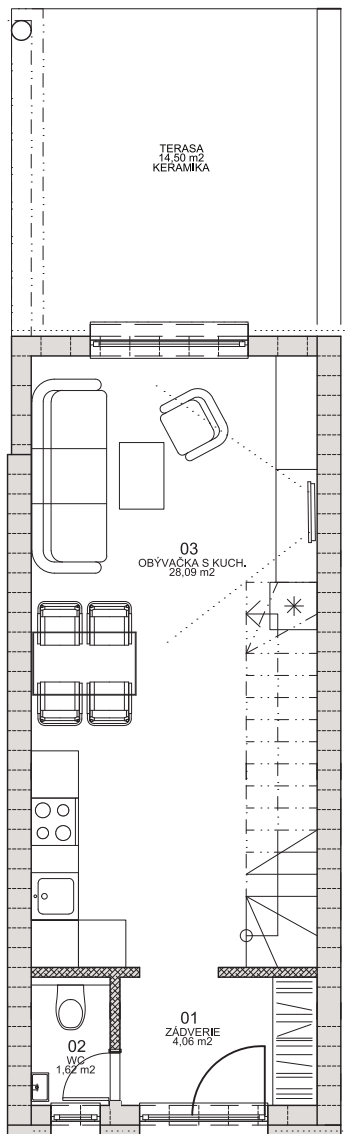 TERASA
14,50 m2
KERAMIKA
03
OBÝVAČKA S KUCH.
28,09 m2
01
ZÁDVERIE
4,06 m2
02
WC
1,62 m2